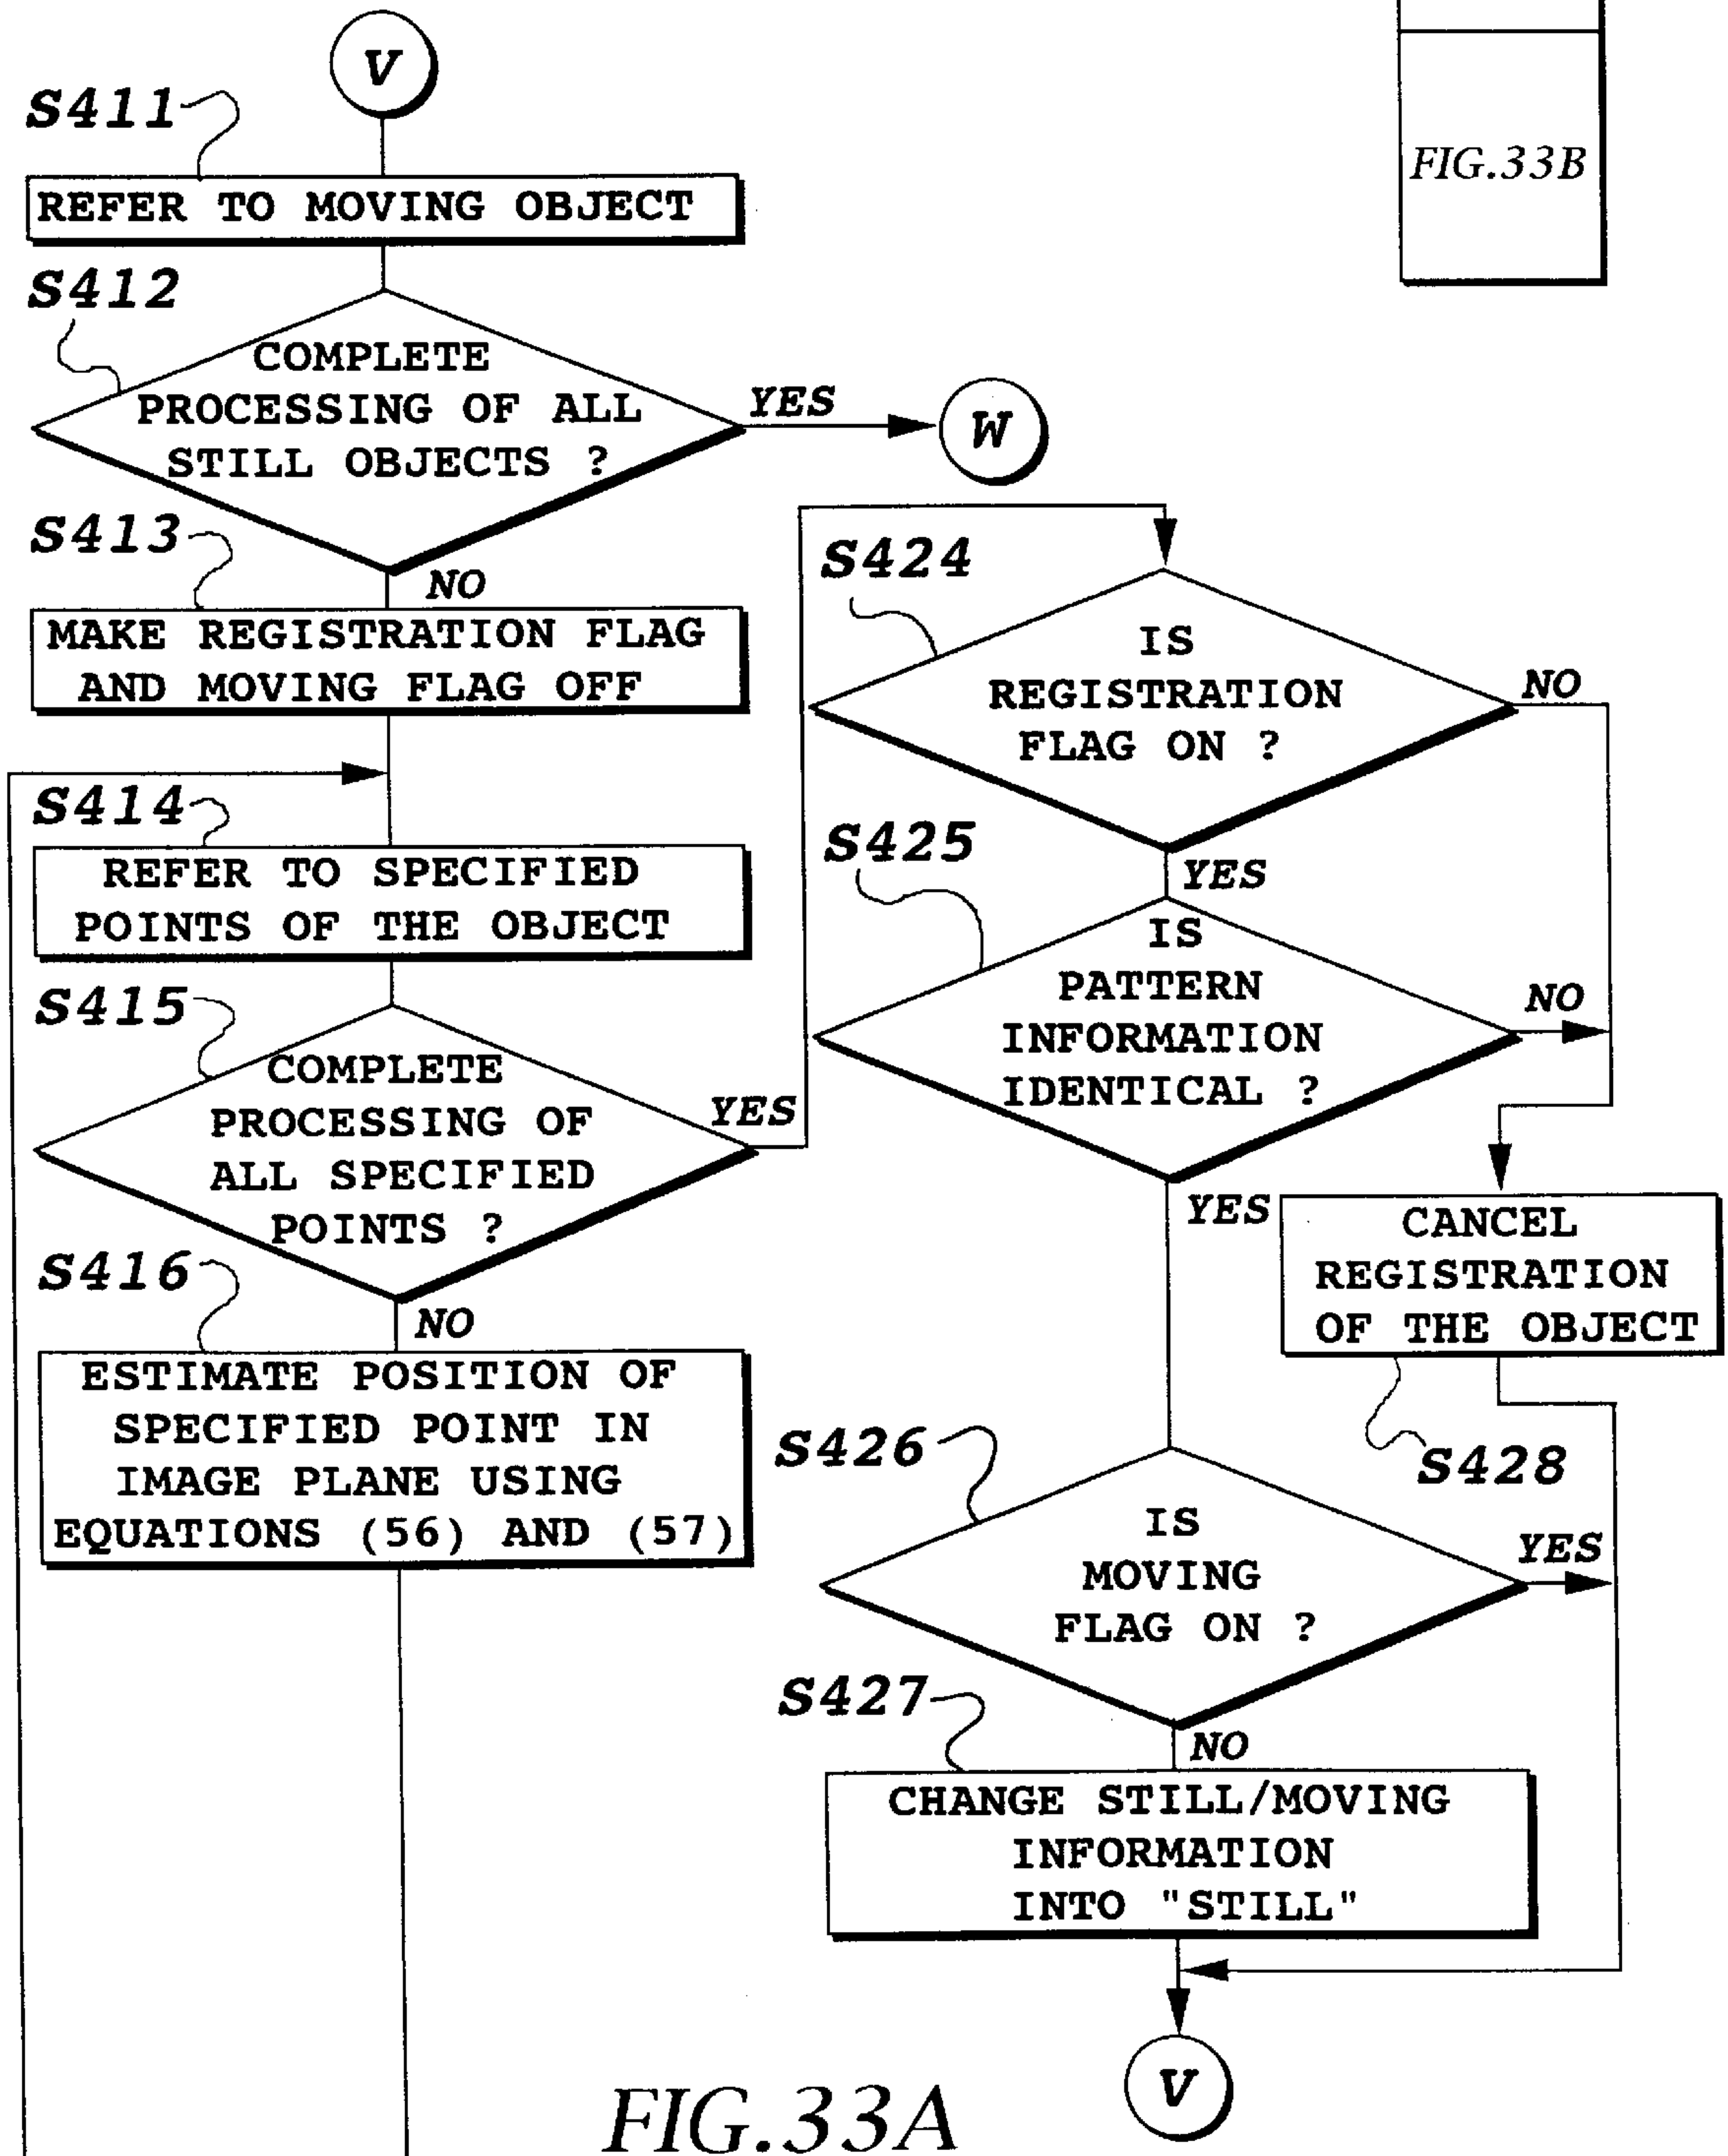 V
S411
REFER TO MOVING OBJECT
S412
COMPLETE
PROCESSING OF ALL
STILL OBJECTS ?
YES
W
S413
NO
MAKE REGISTRATION FLAG
AND MOVING FLAG OFF
S414
REFER TO SPECIFIED
POINTS OF THE OBJECT
S415
COMPLETE
PROCESSING OF
ALL SPECIFIED
POINTS ?
YES
S416
NO
ESTIMATE POSITION OF
SPECIFIED POINT IN
IMAGE PLANE USING
EQUATIONS (56) AND (57)
FIG.33B
S424
IS
REGISTRATION
FLAG ON ?
NO
S425
YES
IS
PATTERN
INFORMATION
IDENTICAL ?
NO
YES
CANCEL
REGISTRATION
OF THE OBJECT
S428
S426
IS
MOVING
FLAG ON ?
YES
S427
NO
CHANGE STILL/MOVING
INFORMATION
INTO "STILL"
V
FIG.33A